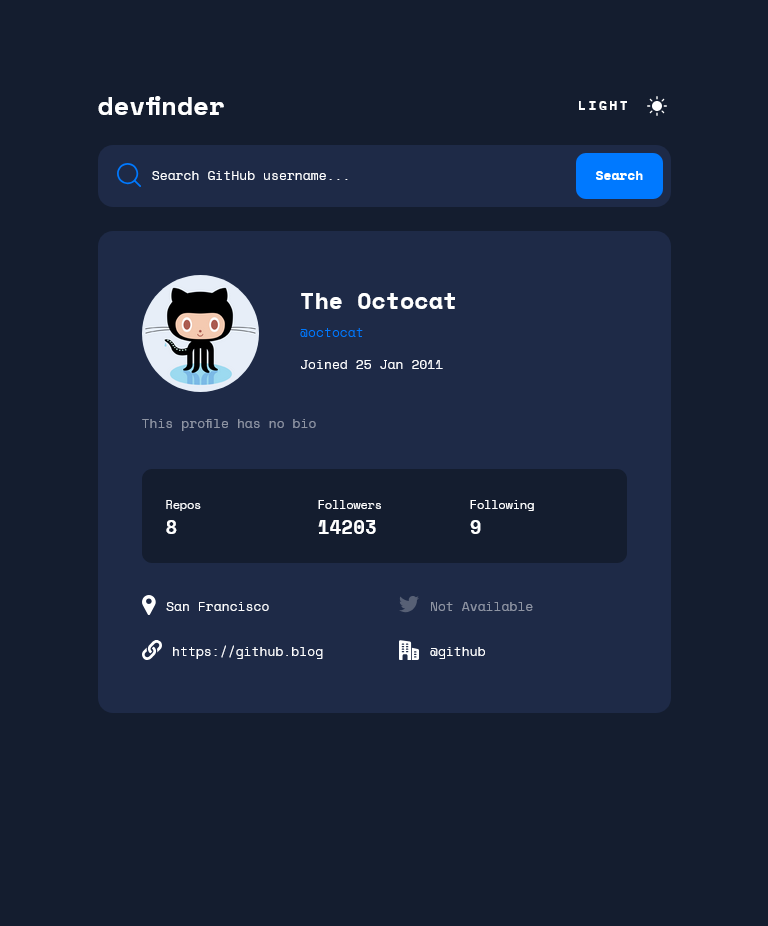 devfinder
LIGHT
Search GitHub username...
Search
The Octocat
@octocat
Joined 25 Jan 2011
This profile has no bio
Repos
Followers
Following
8
14203
9
San Francisco
Not Available
https://github.blog
@github